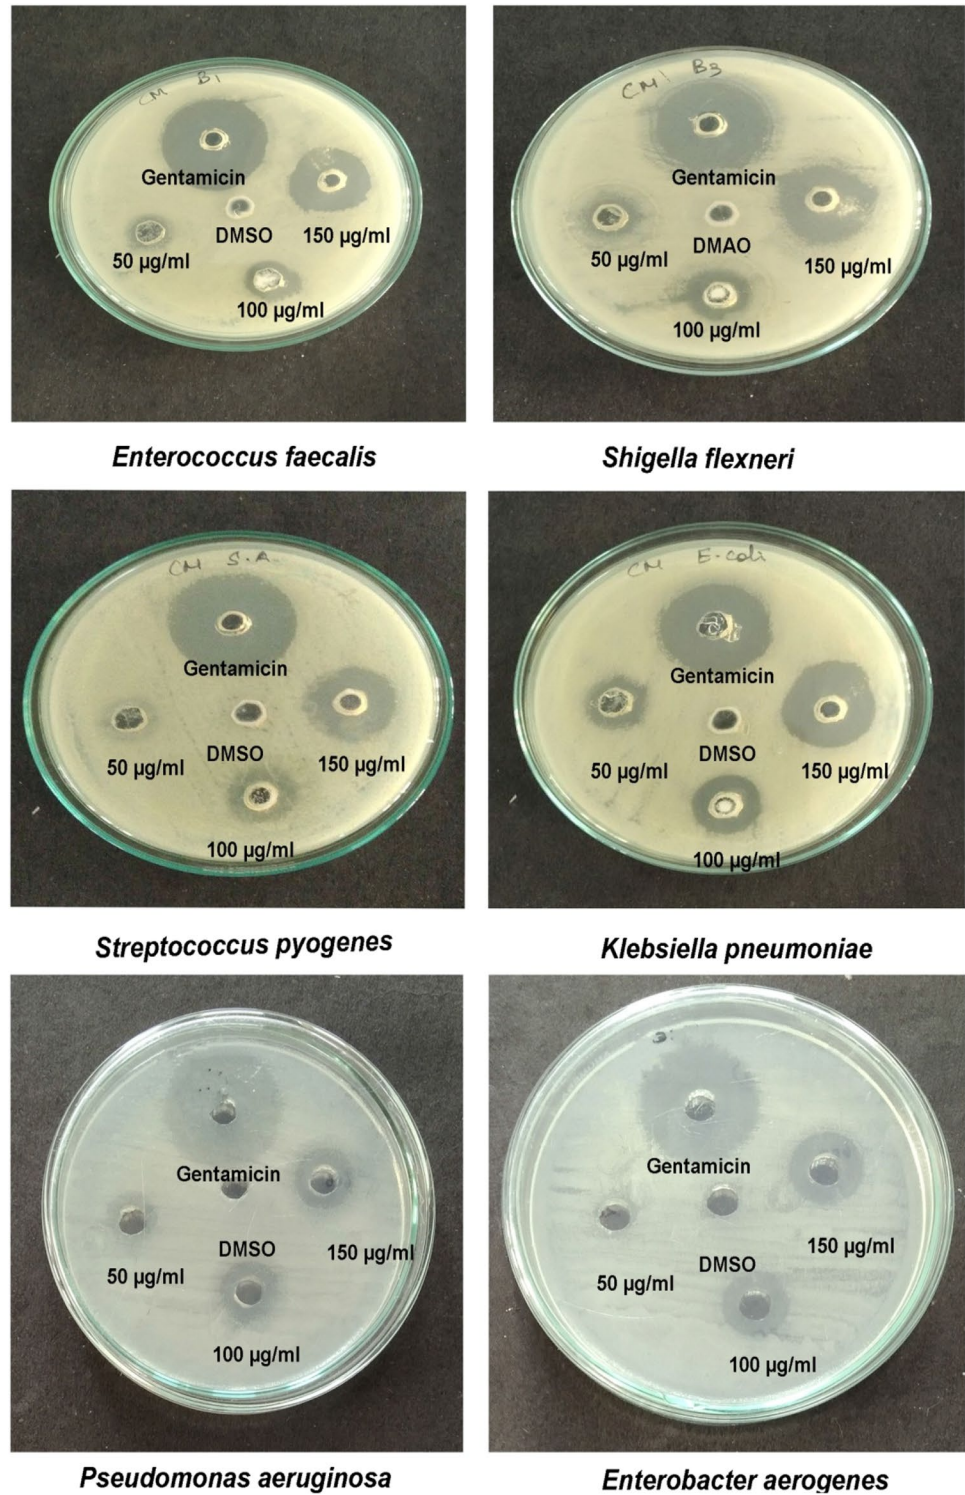 CM B1
Gentamicin
DMSO
150 µg/ml
50 µg/ml
100 µg/ml
Enterococcus faecalis
CM B3
Gentamicin
DMAO
50 µg/ml
150 µg/ml
100 µg/ml
Shigella flexneri
CM S.A.
Gentamicin
DMSO
50 µg/ml
150 µg/ml
100 µg/ml
Streptococcus pyogenes
CM E.coli
Gentamicin
DMSO
50 µg/ml
150 µg/ml
100 µg/ml
Klebsiella pneumoniae
Gentamicin
DMSO
150 µg/ml
50 µg/ml
100 µg/ml
Pseudomonas aeruginosa
Gentamicin
150 µg/ml
DMSO
50 µg/ml
100 µg/ml
Enterobacter aerogenes